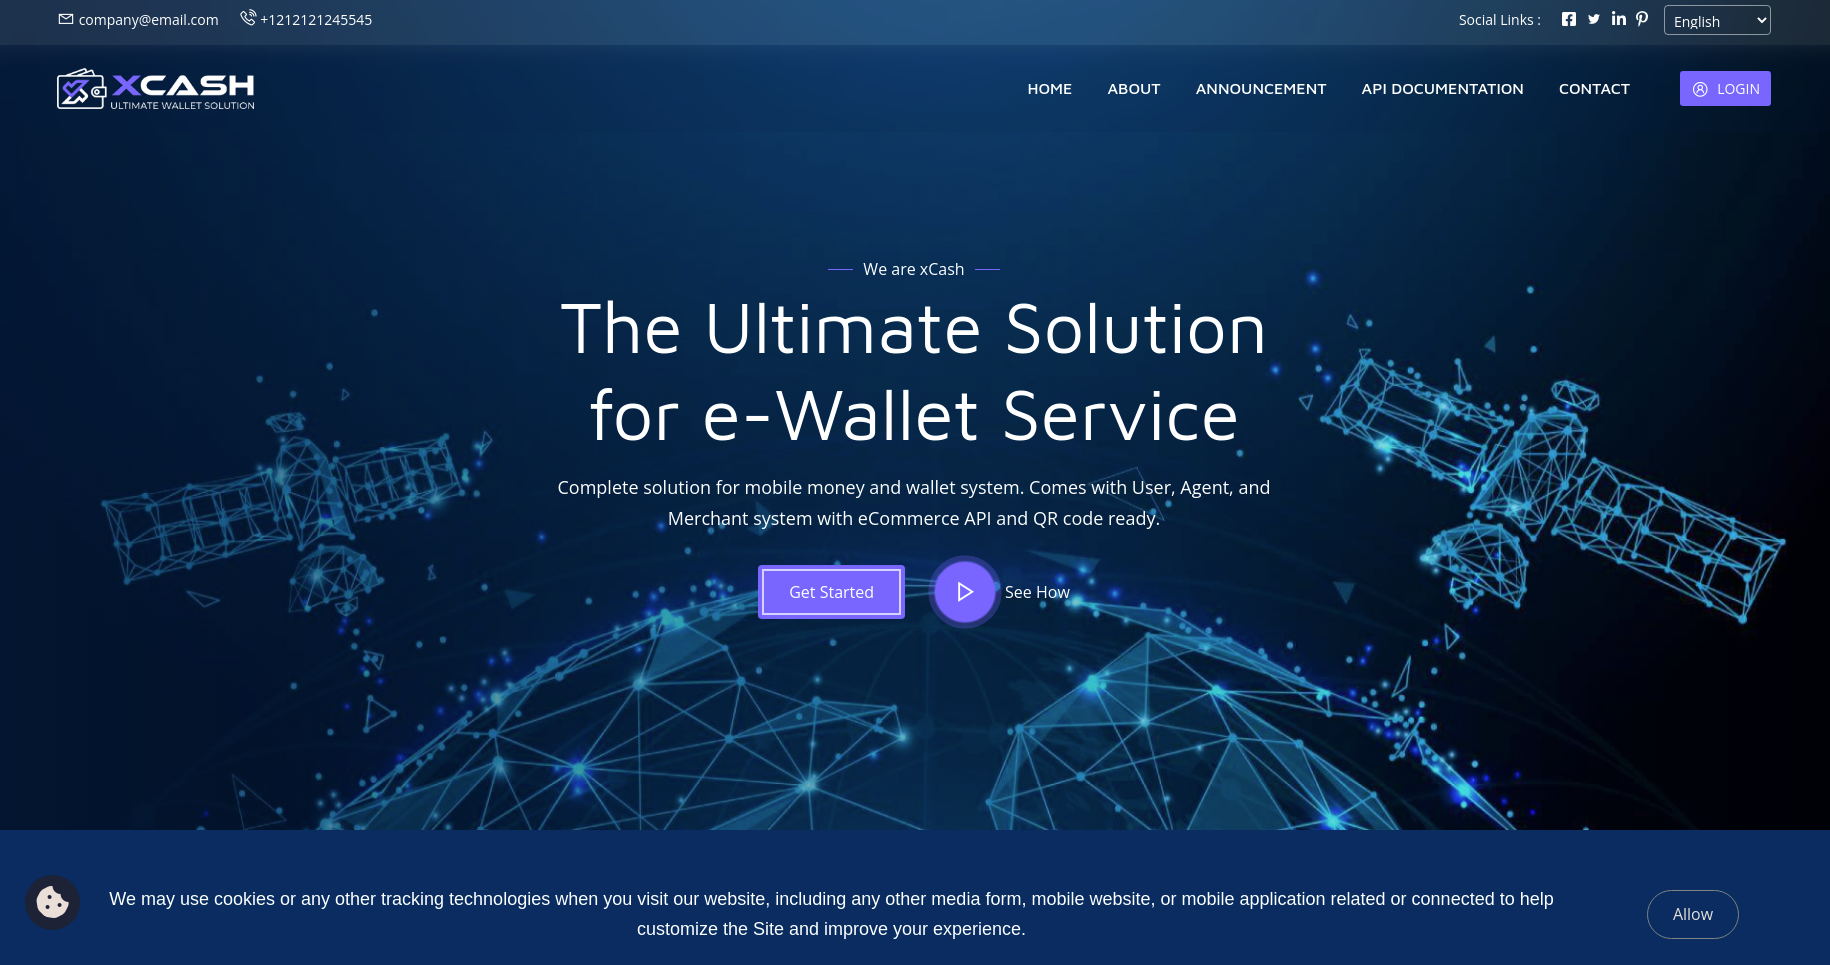 company@email.com +1212121245545 Social Links : English
XCASH
ULTIMATE WALLET SOLUTION
HOME ABOUT ANNOUNCEMENT API DOCUMENTATION CONTACT LOGIN
We are xCash
The Ultimate Solution
for e-Wallet Service
Complete solution for mobile money and wallet system. Comes with User, Agent, and
Merchant system with eCommerce API and QR code ready.
Get Started See How
We may use cookies or any other tracking technologies when you visit our website, including any other media form, mobile website, or mobile application related or connected to help
customize the Site and improve your experience.
Allow